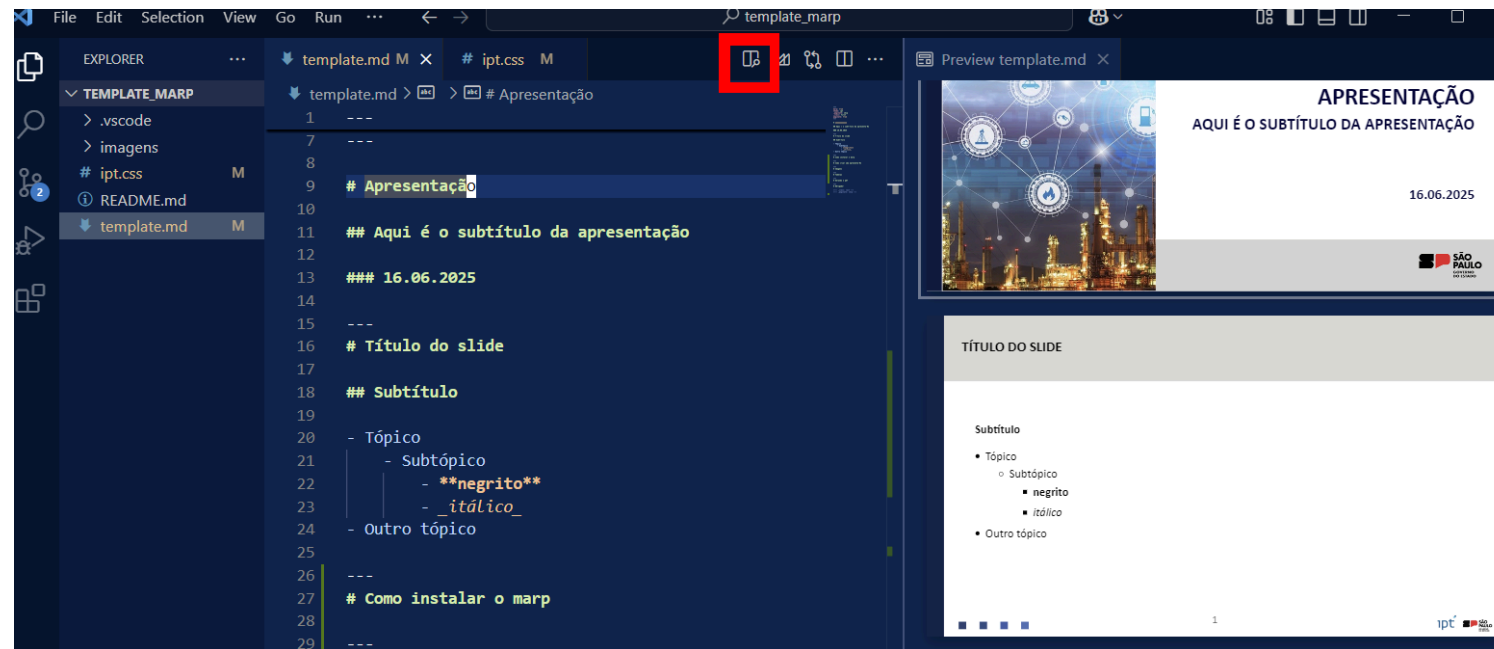 File Edit Selection View Go Run ··· template_marp
EXPLORER ···
TEMPLATE_MARP
.vscode
imagens
# ipt.css M
README.md
template.md M
2
template.md M
# ipt.css M
template.md > > # Apresentação
1 ---
7 ---
8
9 # Apresentação
10
11 ## Aqui é o subtítulo da apresentação
12
13 ### 16.06.2025
14
15 ---
16 # Título do slide
17
18 ## Subtítulo
19
20 - Tópico
21 - Subtópico
22 - **negrito**
23 - _itálico_
24 - Outro tópico
25
26 ---
27 # Como instalar o marp
28
29 ---
Preview template.md
APRESENTAÇÃO
AQUI É O SUBTÍTULO DA APRESENTAÇÃO
16.06.2025
SÃO PAULO
GOVERNO
DO ESTADO
TÍTULO DO SLIDE
Subtítulo
• Tópico
○ Subtópico
▪ negrito
▪ itálico
• Outro tópico
1
ipt